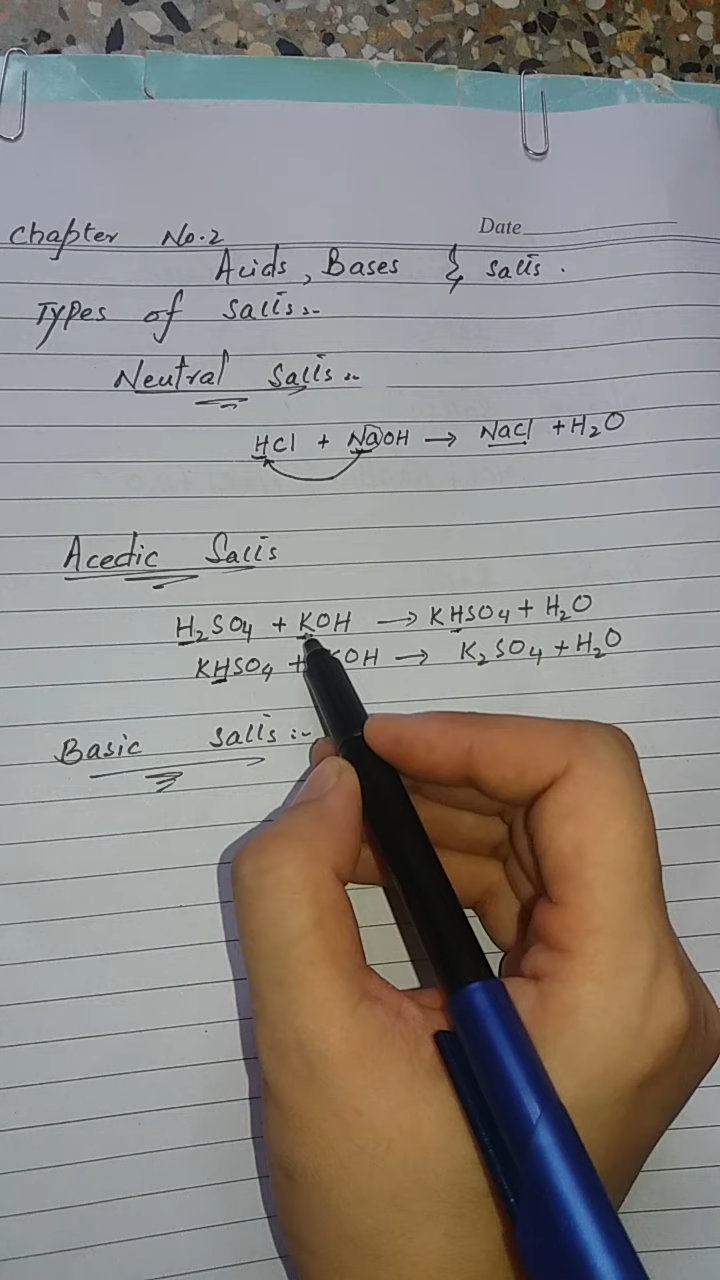 Date
Chapter No.2
Acids, Bases & Salts.
Types of Salts:-
Neutral Salts:-
HCl + NaOH → NaCl + H₂O
Acedic Salts
H₂SO₄ + KOH → KHSO₄ + H₂O
KHSO₄ + KOH → K₂SO₄ + H₂O
Basic Salts:-